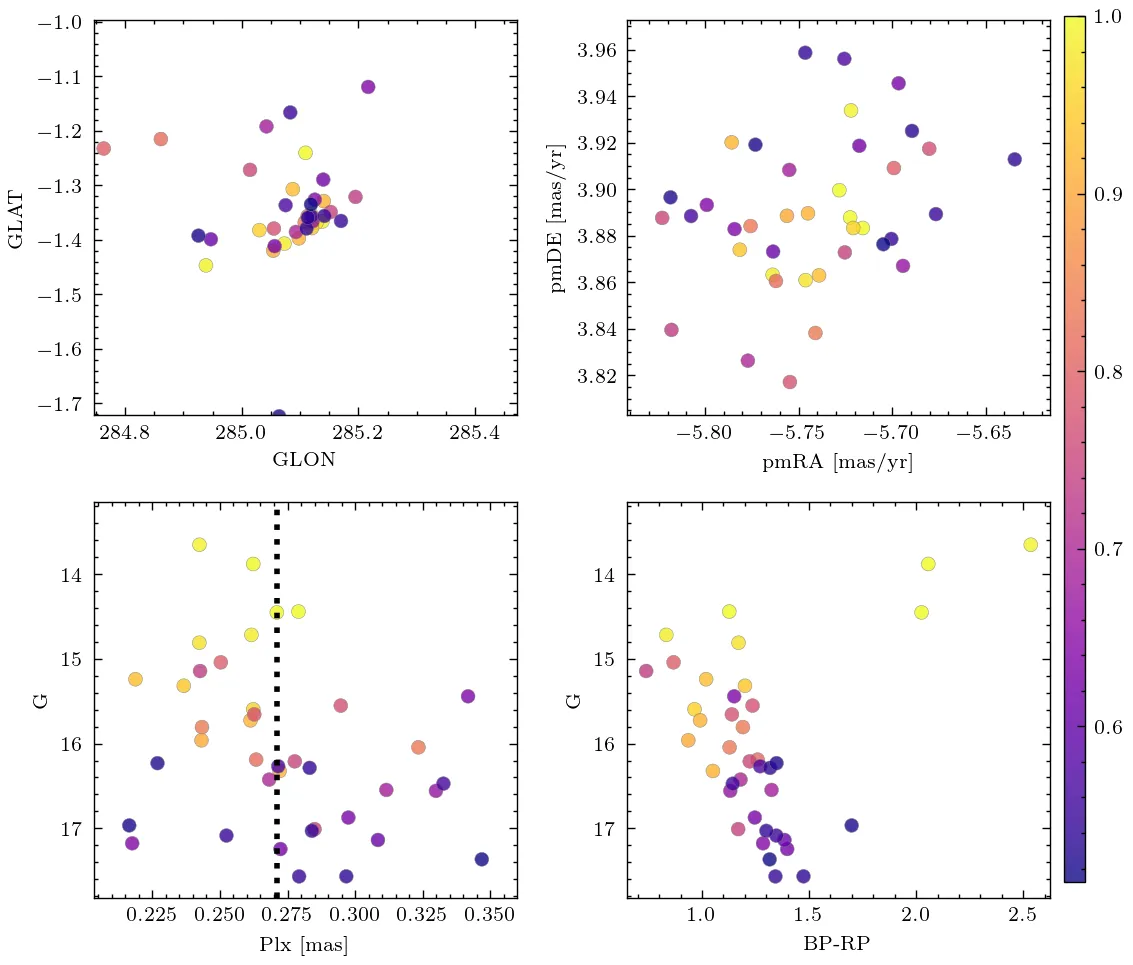 −1.0
−1.1
−1.2
−1.3
−1.4
−1.5
−1.6
−1.7
GLAT
284.8 285.0 285.2 285.4
GLON
3.96
3.94
3.92
3.90
3.88
3.86
3.84
3.82
pmDE [mas/yr]
−5.80 −5.75 −5.70 −5.65
pmRA [mas/yr]
14
15
16
17
G
0.225 0.250 0.275 0.300 0.325 0.350
Plx [mas]
14
15
16
17
G
1.0 1.5 2.0 2.5
BP-RP
1.0
0.9
0.8
0.7
0.6